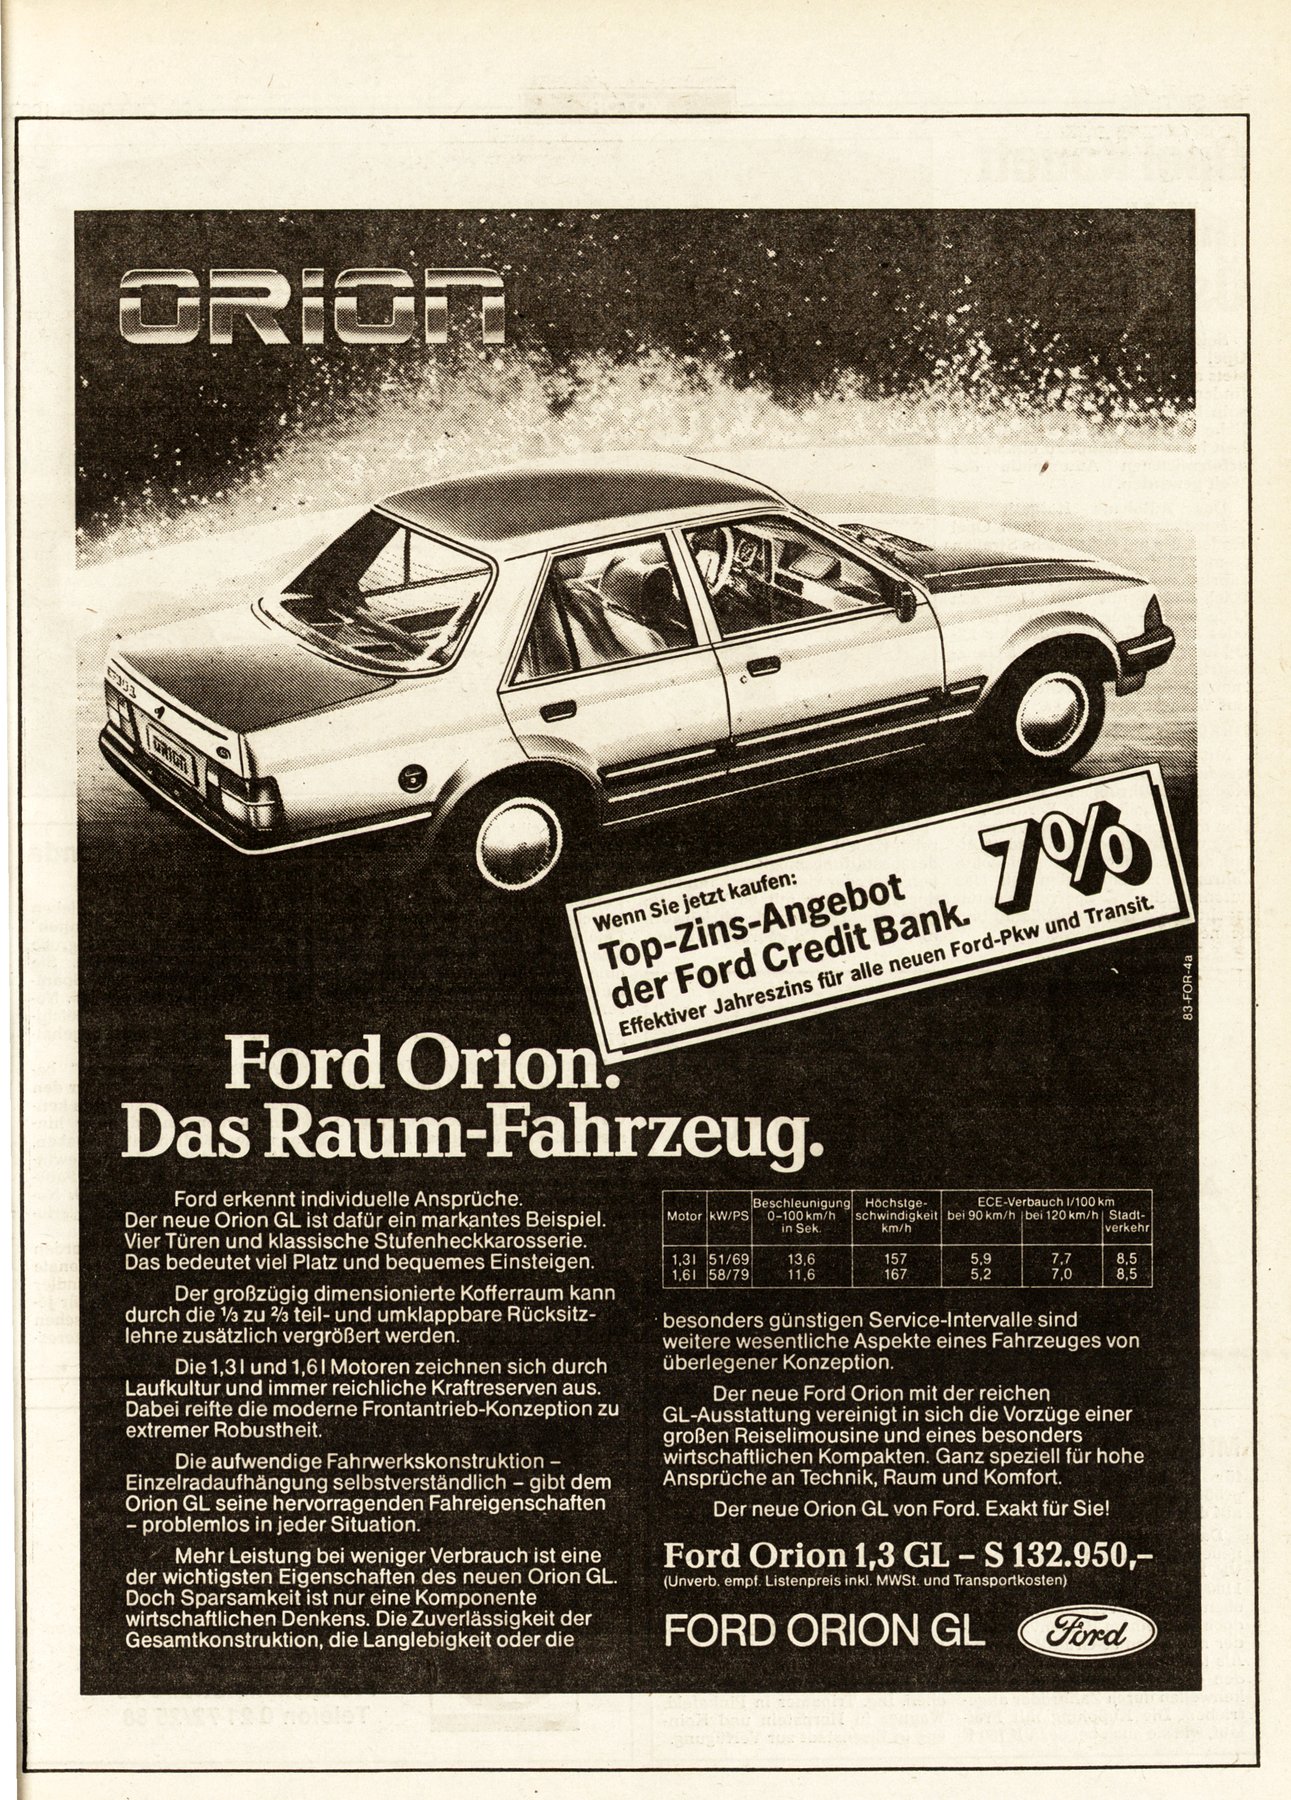 ORION
ORION
Wenn Sie jetzt kaufen:
Top-Zins-Angebot
der Ford Credit Bank.
7%
Effektiver Jahreszins für alle neuen Ford-Pkw und Transit.
83-FOR-4a
Ford Orion.
Das Raum-Fahrzeug.
Ford erkennt individuelle Ansprüche.
Der neue Orion GL ist dafür ein markantes Beispiel.
Vier Türen und klassische Stufenheckkarosserie.
Das bedeutet viel Platz und bequemes Einsteigen.
Der großzügig dimensionierte Kofferraum kann
durch die ⅓ zu ⅔ teil- und umklappbare Rücksitz-
lehne zusätzlich vergrößert werden.
Die 1,3 l und 1,6 l Motoren zeichnen sich durch
Laufkultur und immer reichliche Kraftreserven aus.
Dabei reifte die moderne Frontantrieb-Konzeption zu
extremer Robustheit.
Die aufwendige Fahrwerkskonstruktion –
Einzelradaufhängung selbstverständlich – gibt dem
Orion GL seine hervorragenden Fahreigenschaften
– problemlos in jeder Situation.
Mehr Leistung bei weniger Verbrauch ist eine
der wichtigsten Eigenschaften des neuen Orion GL.
Doch Sparsamkeit ist nur eine Komponente
wirtschaftlichen Denkens. Die Zuverlässigkeit der
Gesamtkonstruktion, die Langlebigkeit oder die
Motor kW/PS Beschleunigung 0–100 km/h in Sek. Höchstge-schwindigkeit km/h ECE-Verbrauch l/100 km bei 90 km/h bei 120 km/h Stadt-verkehr
1,3 l 51/69 13,6 157 5,9 7,7 8,5
1,6 l 58/79 11,6 167 5,2 7,0 8,5
besonders günstigen Service-Intervalle sind
weitere wesentliche Aspekte eines Fahrzeuges von
überlegener Konzeption.
Der neue Ford Orion mit der reichen
GL-Ausstattung vereinigt in sich die Vorzüge einer
großen Reiselimousine und eines besonders
wirtschaftlichen Kompakten. Ganz speziell für hohe
Ansprüche an Technik, Raum und Komfort.
Der neue Orion GL von Ford. Exakt für Sie!
Ford Orion 1,3 GL – S 132.950,–
(Unverb. empf. Listenpreis inkl. MWSt. und Transportkosten)
FORD ORION GL
Ford